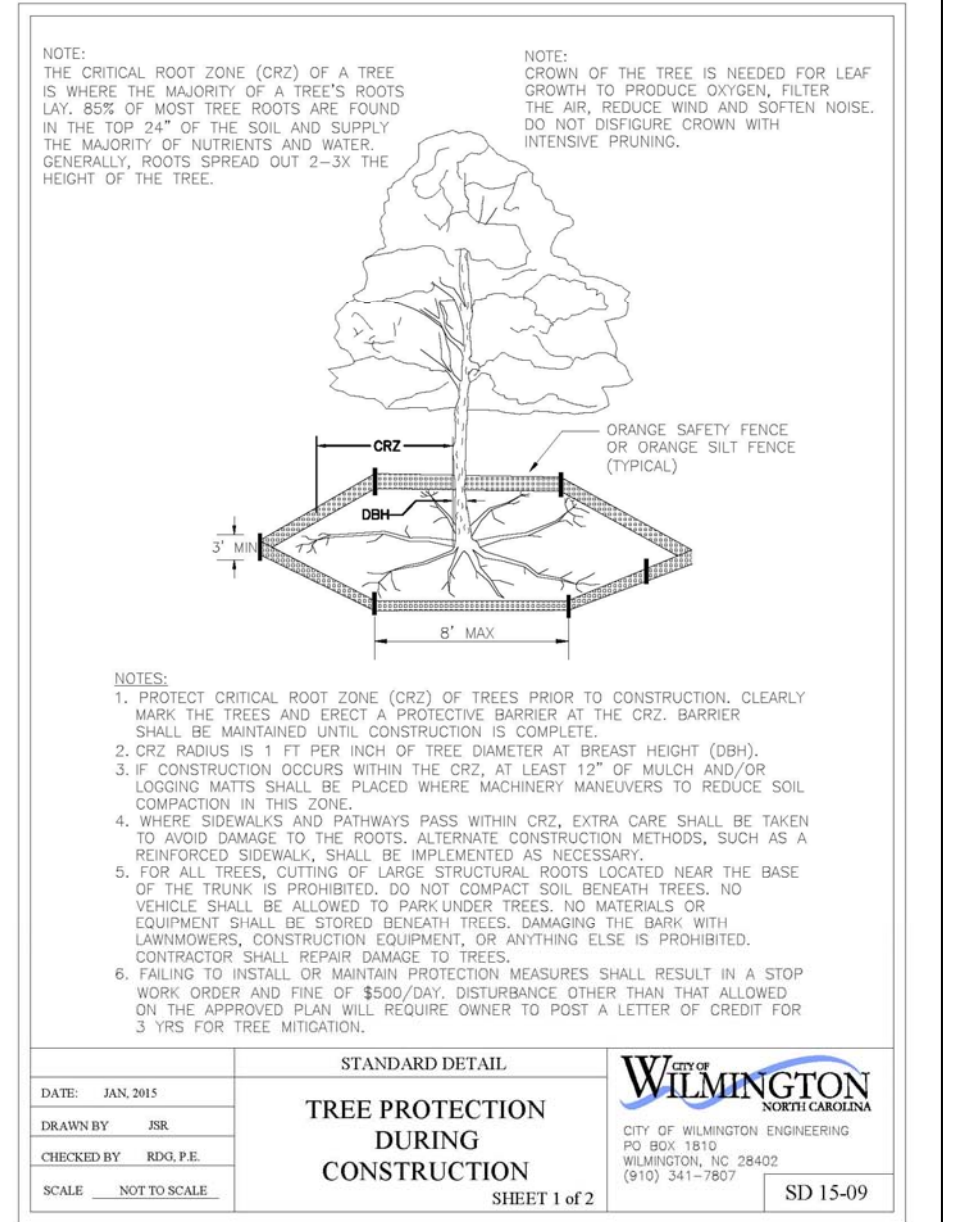 NOTE:
THE CRITICAL ROOT ZONE (CRZ) OF A TREE
IS WHERE THE MAJORITY OF A TREE'S ROOTS
LAY. 85% OF MOST TREE ROOTS ARE FOUND
IN THE TOP 24" OF THE SOIL AND SUPPLY
THE MAJORITY OF NUTRIENTS AND WATER.
GENERALLY, ROOTS SPREAD OUT 2-3X THE
HEIGHT OF THE TREE.
NOTE:
CROWN OF THE TREE IS NEEDED FOR LEAF
GROWTH TO PRODUCE OXYGEN, FILTER
THE AIR, REDUCE WIND AND SOFTEN NOISE.
DO NOT DISFIGURE CROWN WITH
INTENSIVE PRUNING.
ORANGE SAFETY FENCE
OR ORANGE SILT FENCE
(TYPICAL)
CRZ
DBH
3' MIN
8' MAX
NOTES:
1. PROTECT CRITICAL ROOT ZONE (CRZ) OF TREES PRIOR TO CONSTRUCTION. CLEARLY
MARK THE TREES AND ERECT A PROTECTIVE BARRIER AT THE CRZ. BARRIER
SHALL BE MAINTAINED UNTIL CONSTRUCTION IS COMPLETE.
2. CRZ RADIUS IS 1 FT PER INCH OF TREE DIAMETER AT BREAST HEIGHT (DBH).
3. IF CONSTRUCTION OCCURS WITHIN THE CRZ, AT LEAST 12" OF MULCH AND/OR
LOGGING MATTS SHALL BE PLACED WHERE MACHINERY MANEUVERS TO REDUCE SOIL
COMPACTION IN THIS ZONE.
4. WHERE SIDEWALKS AND PATHWAYS PASS WITHIN CRZ, EXTRA CARE SHALL BE TAKEN
TO AVOID DAMAGE TO THE ROOTS. ALTERNATE CONSTRUCTION METHODS, SUCH AS A
REINFORCED SIDEWALK, SHALL BE IMPLEMENTED AS NECESSARY.
5. FOR ALL TREES, CUTTING OF LARGE STRUCTURAL ROOTS LOCATED NEAR THE BASE
OF THE TRUNK IS PROHIBITED. DO NOT COMPACT SOIL BENEATH TREES. NO
VEHICLE SHALL BE ALLOWED TO PARK UNDER TREES. NO MATERIALS OR
EQUIPMENT SHALL BE STORED BENEATH TREES. DAMAGING THE BARK WITH
LAWNMOWERS, CONSTRUCTION EQUIPMENT, OR ANYTHING ELSE IS PROHIBITED.
CONTRACTOR SHALL REPAIR DAMAGE TO TREES.
6. FAILING TO INSTALL OR MAINTAIN PROTECTION MEASURES SHALL RESULT IN A STOP
WORK ORDER AND FINE OF $500/DAY. DISTURBANCE OTHER THAN THAT ALLOWED
ON THE APPROVED PLAN WILL REQUIRE OWNER TO POST A LETTER OF CREDIT FOR
3 YRS FOR TREE MITIGATION.
DATE: JAN, 2015
DRAWN BY JSR
CHECKED BY RDG, P.E.
SCALE NOT TO SCALE
STANDARD DETAIL
TREE PROTECTION
DURING
CONSTRUCTION
SHEET 1 of 2
CITY OF
WILMINGTON
NORTH CAROLINA
CITY OF WILMINGTON ENGINEERING
PO BOX 1810
WILMINGTON, NC 28402
(910) 341-7807
SD 15-09